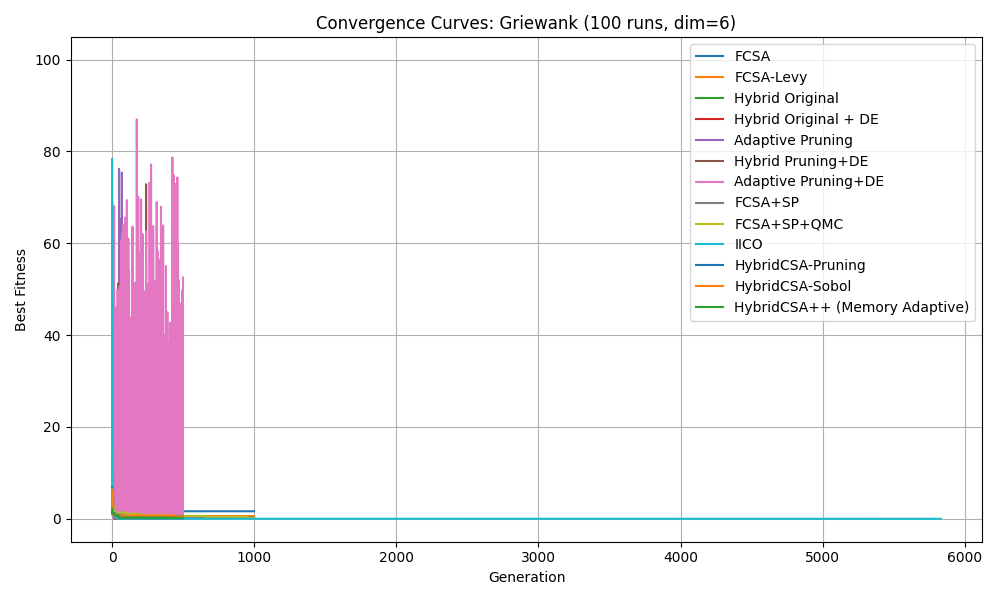 Convergence Curves: Griewank (100 runs, dim=6)
100
80
60
40
20
0
Best Fitness
FCSA
FCSA-Levy
Hybrid Original
Hybrid Original + DE
Adaptive Pruning
Hybrid Pruning+DE
Adaptive Pruning+DE
FCSA+SP
FCSA+SP+QMC
IICO
HybridCSA-Pruning
HybridCSA-Sobol
HybridCSA++ (Memory Adaptive)
0 1000 2000 3000 4000 5000 6000
Generation